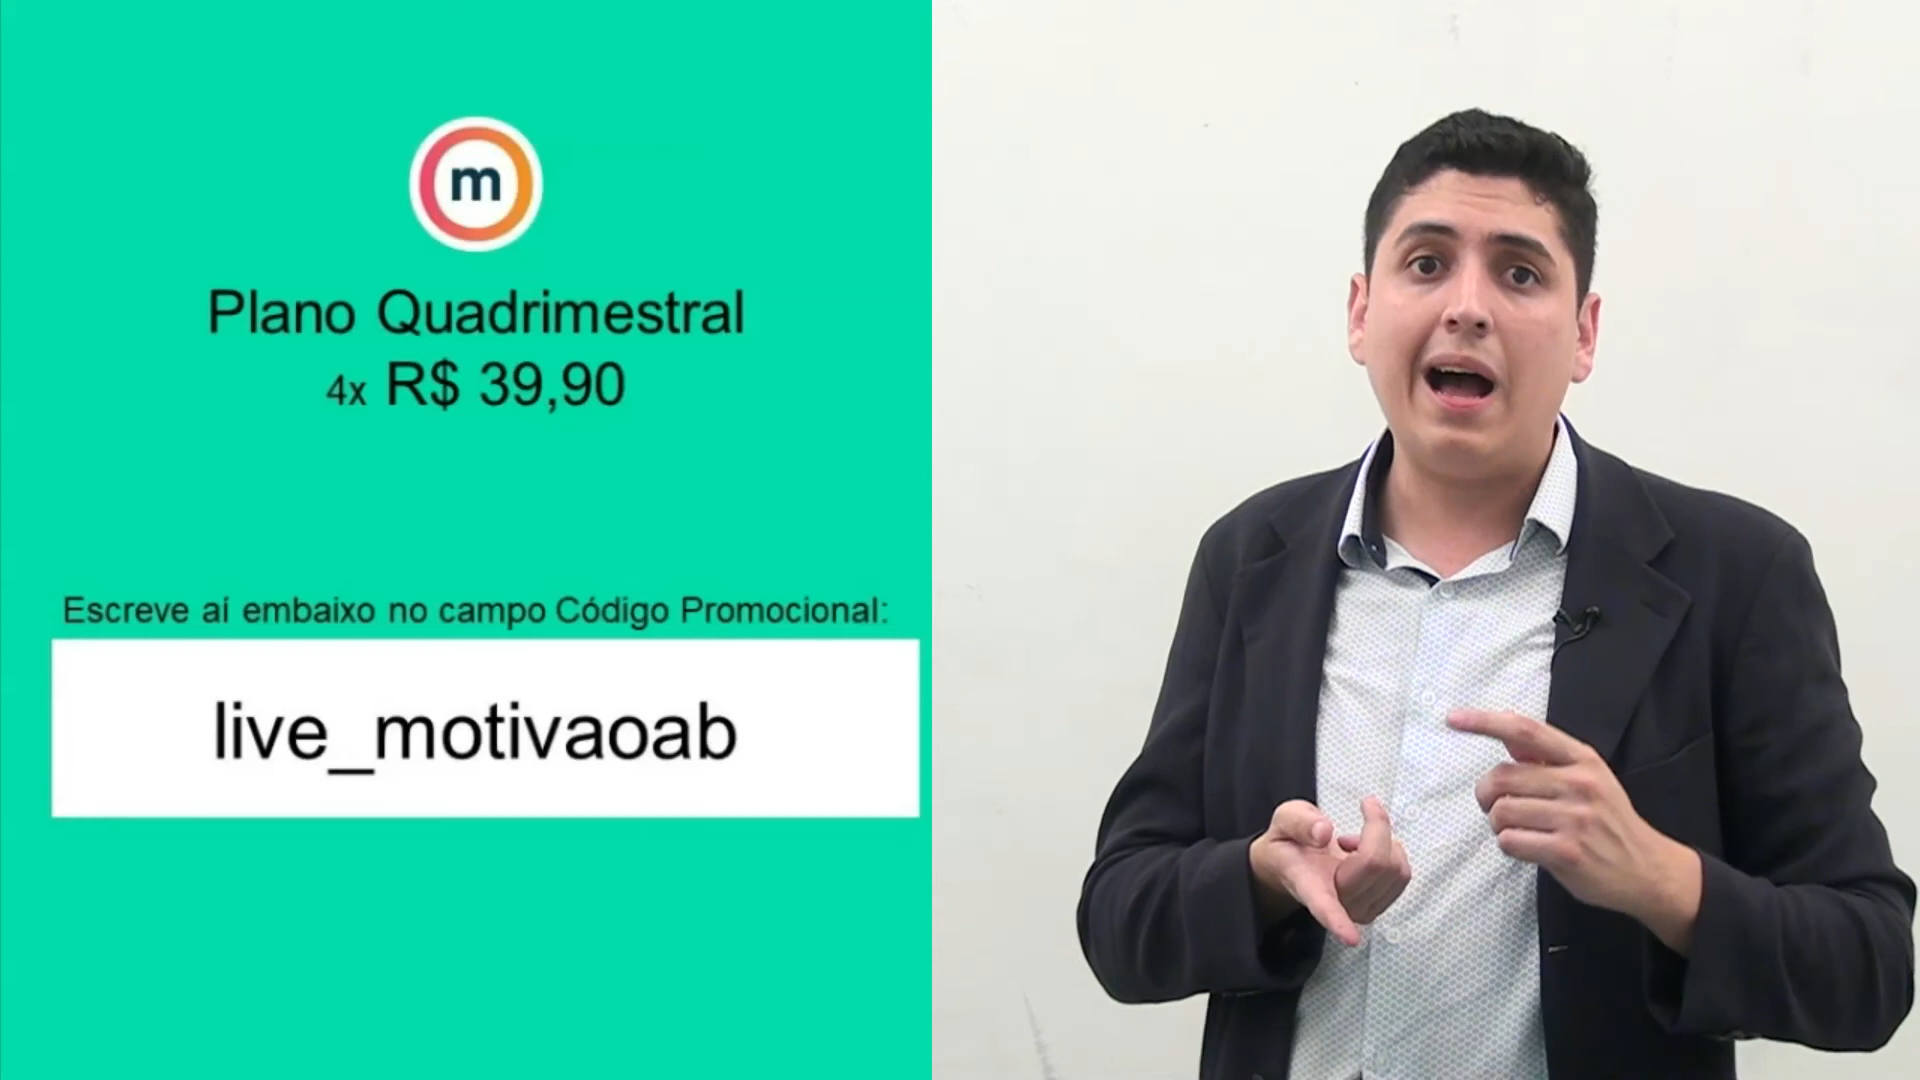 m
Plano Quadrimestral
4x R$ 39,90
Escreve aí embaixo no campo Código Promocional:
live_motivaoab